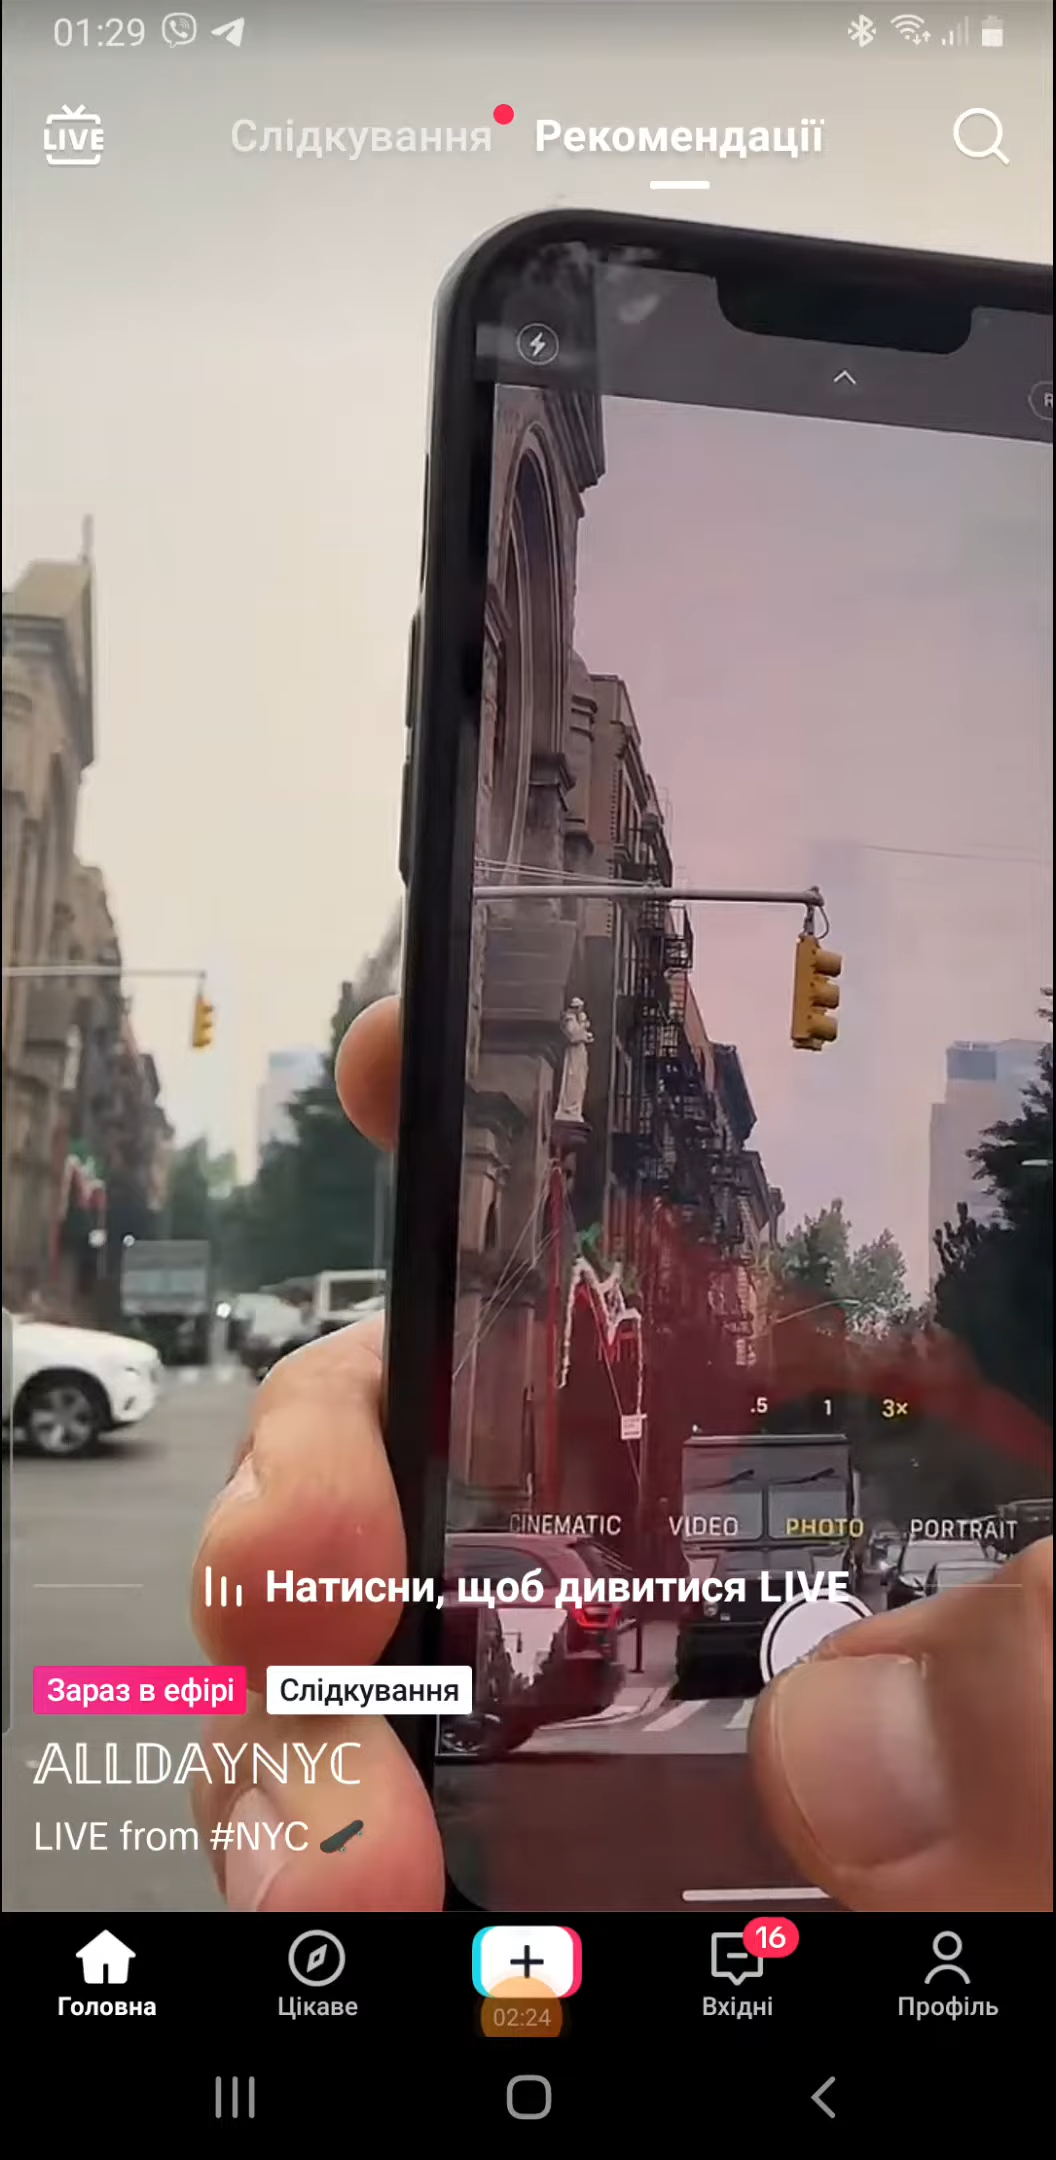 01:29
LIVE
Слідкування
Рекомендації
.5 1 3×
CINEMATIC VIDEO PHOTO PORTRAIT
Натисни, щоб дивитися LIVE
Зараз в ефірі
Слідкування
ALLDAYNYC
LIVE from #NYC
16
Головна
Цікаве
Вхідні
Профіль
02:24